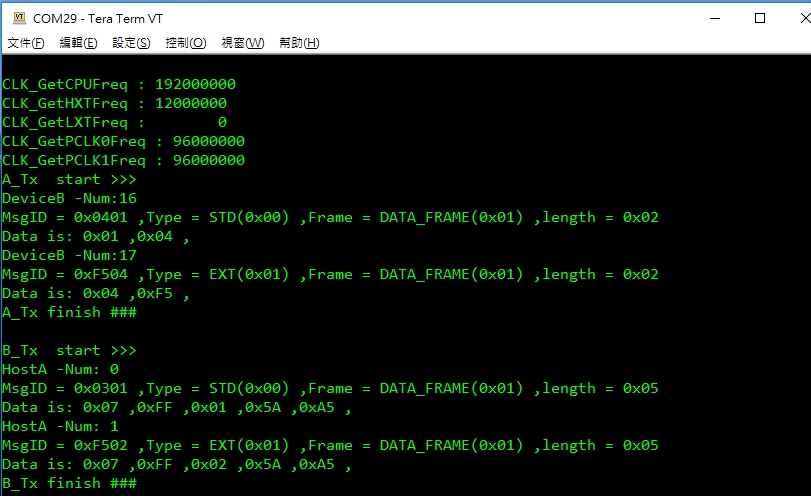 COM29 - Tera Term VT
文件(F) 編輯(E) 設定(S) 控制(O) 視窗(W) 幫助(H)
CLK_GetCPUFreq : 192000000
CLK_GetHXTFreq : 12000000
CLK_GetLXTFreq :        0
CLK_GetPCLK0Freq : 96000000
CLK_GetPCLK1Freq : 96000000
A_Tx  start >>>
DeviceB -Num:16
MsgID = 0x0401 ,Type = STD(0x00) ,Frame = DATA_FRAME(0x01) ,length = 0x02
Data is: 0x01 ,0x04 ,
DeviceB -Num:17
MsgID = 0xF504 ,Type = EXT(0x01) ,Frame = DATA_FRAME(0x01) ,length = 0x02
Data is: 0x04 ,0xF5 ,
A_Tx finish ###
B_Tx  start >>>
HostA -Num: 0
MsgID = 0x0301 ,Type = STD(0x00) ,Frame = DATA_FRAME(0x01) ,length = 0x05
Data is: 0x07 ,0xFF ,0x01 ,0x5A ,0xA5 ,
HostA -Num: 1
MsgID = 0xF502 ,Type = EXT(0x01) ,Frame = DATA_FRAME(0x01) ,length = 0x05
Data is: 0x07 ,0xFF ,0x02 ,0x5A ,0xA5 ,
B_Tx finish ###